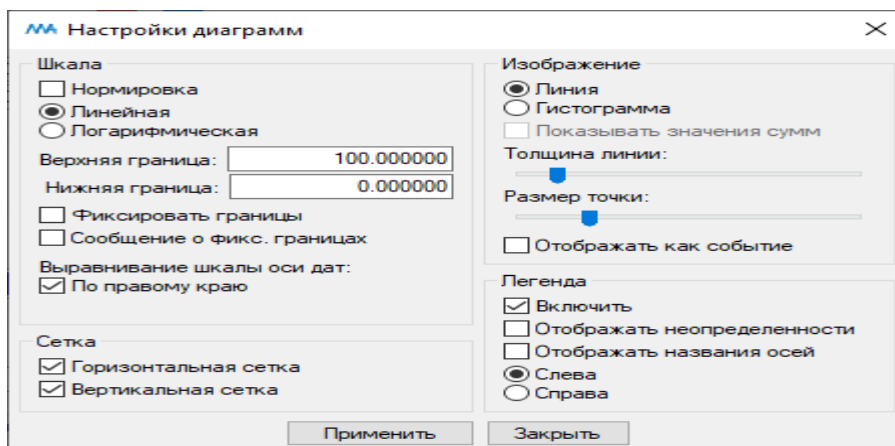 Настройки диаграмм
Шкала
Нормировка
Линейная
Логарифмическая
Верхняя граница: 100.000000
Нижняя граница: 0.000000
Фиксировать границы
Сообщение о фикс. границах
Выравнивание шкалы оси дат:
По правому краю
Сетка
Горизонтальная сетка
Вертикальная сетка
Изображение
Линия
Гистограмма
Показывать значения сумм
Толщина линии:
Размер точки:
Отображать как событие
Легенда
Включить
Отображать неопределенности
Отображать названия осей
Слева
Справа
Применить Закрыть